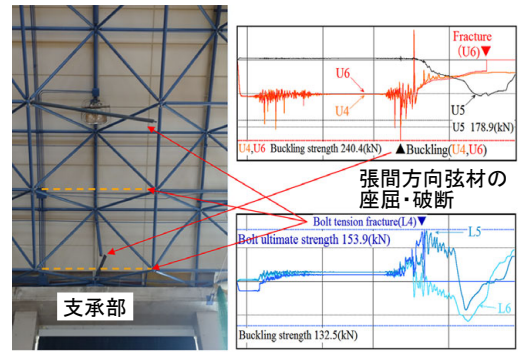 Fracture
(U6)
U6
U4
U5
U5 178.9(kN)
U4,U6 Buckling strength 240.4(kN)
▲Buckling(U4,U6)
張間方向弦材の
座屈・破断
Bolt tension fracture(L4)
Bolt ultimate strength 153.9(kN)
L5
L6
Buckling strength 132.5(kN)
支承部